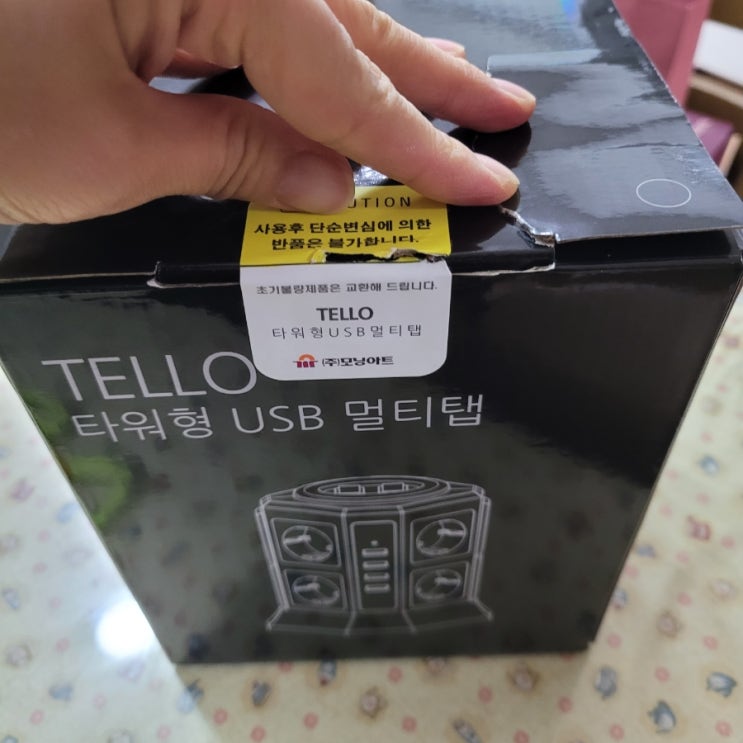 사용후 단순변심에 의한
반품은 불가합니다.
초기불량제품은 교환해 드립니다.
TELLO
타워형USB멀티탭
(주)모닝아트
TELLO
타워형 USB 멀티탭